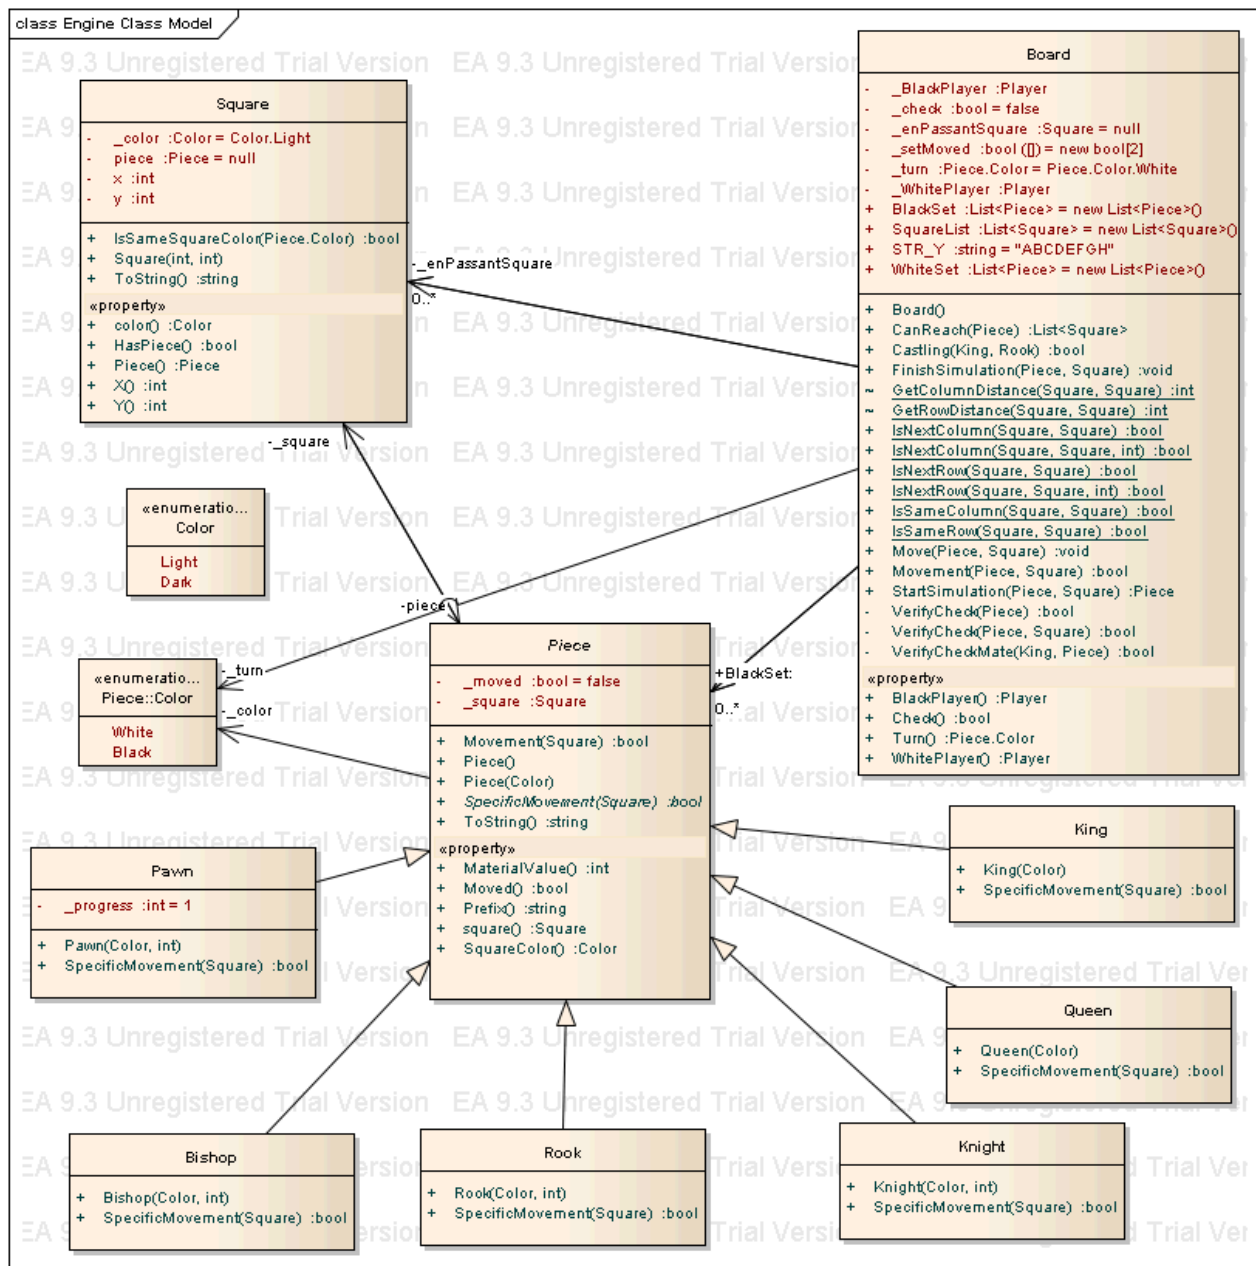 class Engine Class Model
EA 9.3 Unregistered Trial Version EA 9.3 Unregistered Trial Version
Square
- _color :Color = Color.Light
- piece :Piece = null
- x :int
- y :int
+ IsSameSquareColor(Piece.Color) :bool
+ Square(int, int)
+ ToString() :string
«property»
+ color() :Color
+ HasPiece() :bool
+ Piece() :Piece
+ X() :int
+ Y() :int
Board
- _BlackPlayer :Player
- _check :bool = false
- _enPassantSquare :Square = null
- _setMoved :bool ([]) = new bool[2]
- _turn :Piece.Color = Piece.Color.White
- _WhitePlayer :Player
+ BlackSet :List<Piece> = new List<Piece>()
+ SquareList :List<Square> = new List<Square>()
+ STR_Y :string = "ABCDEFGH"
+ WhiteSet :List<Piece> = new List<Piece>()
+ Board()
+ CanReach(Piece) :List<Square>
+ Castling(King, Rook) :bool
+ FinishSimulation(Piece, Square) :void
~ GetColumnDistance(Square, Square) :int
~ GetRowDistance(Square, Square) :int
+ IsNextColumn(Square, Square) :bool
+ IsNextColumn(Square, Square, int) :bool
+ IsNextRow(Square, Square) :bool
+ IsNextRow(Square, Square, int) :bool
+ IsSameColumn(Square, Square) :bool
+ IsSameRow(Square, Square) :bool
+ Move(Piece, Square) :void
+ Movement(Piece, Square) :bool
+ StartSimulation(Piece, Square) :Piece
- VerifyCheck(Piece) :bool
- VerifyCheck(Piece, Square) :bool
- VerifyCheckMate(King, Piece) :bool
«property»
+ BlackPlayer() :Player
+ Check() :bool
+ Turn() :Piece.Color
+ WhitePlayer() :Player
-_enPassantSquare
0..*
-_square
«enumeratio...
Color
Light
Dark
-piece
«enumeratio...
Piece::Color
White
Black
-_turn
-_color
+BlackSet:
0..*
Piece
- _moved :bool = false
- _square :Square
+ Movement(Square) :bool
+ Piece()
+ Piece(Color)
+ SpecificMovement(Square) :bool
+ ToString() :string
«property»
+ MaterialValue() :int
+ Moved() :bool
+ Prefix() :string
+ square() :Square
+ SquareColor() :Color
King
+ King(Color)
+ SpecificMovement(Square) :bool
Pawn
- _progress :int = 1
+ Pawn(Color, int)
+ SpecificMovement(Square) :bool
Queen
+ Queen(Color)
+ SpecificMovement(Square) :bool
Bishop
+ Bishop(Color, int)
+ SpecificMovement(Square) :bool
Rook
+ Rook(Color, int)
+ SpecificMovement(Square) :bool
Knight
+ Knight(Color, int)
+ SpecificMovement(Square) :bool